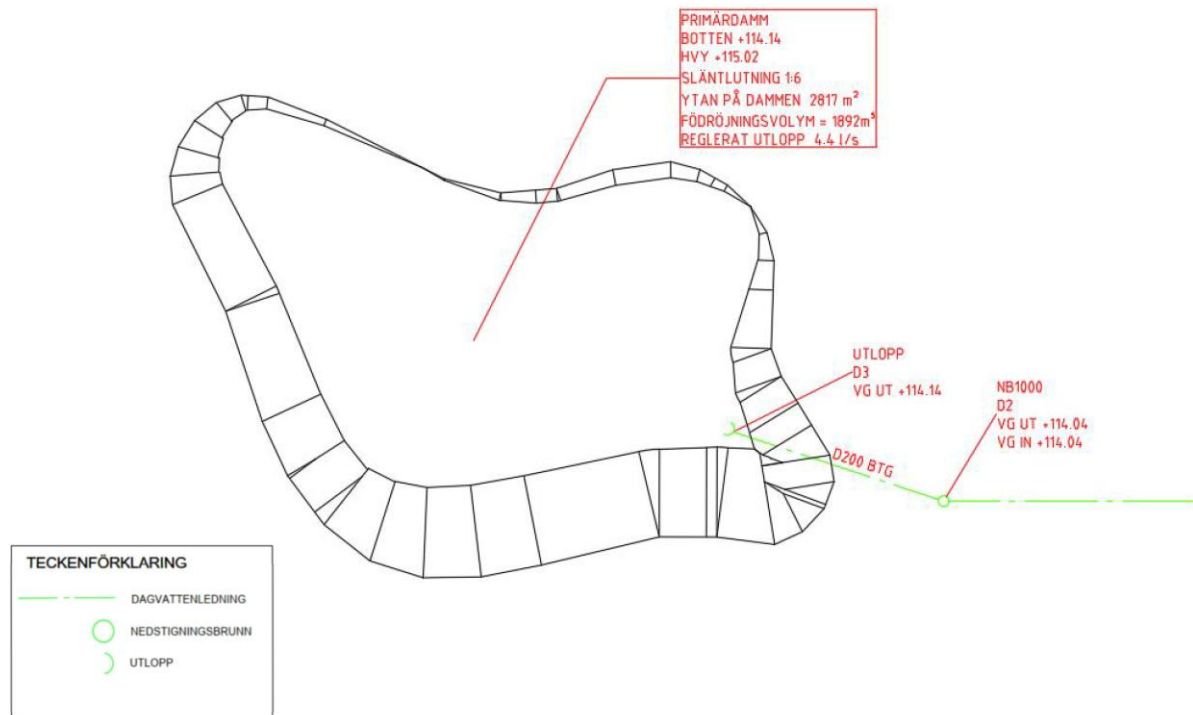 PRIMÄRDAMM
BOTTEN +114.14
HVY +115.02
SLÄNTLUTNING 1:6
YTAN PÅ DAMMEN 2817 m²
FÖDRÖJNINGSVOLYM = 1892m³
REGLERAT UTLOPP 4.4 l/s
UTLOPP
D3
VG UT +114.14
NB1000
D2
VG UT +114.04
VG IN +114.04
D200 BTG
TECKENFÖRKLARING
DAGVATTENLEDNING
NEDSTIGNINGSBRUNN
UTLOPP